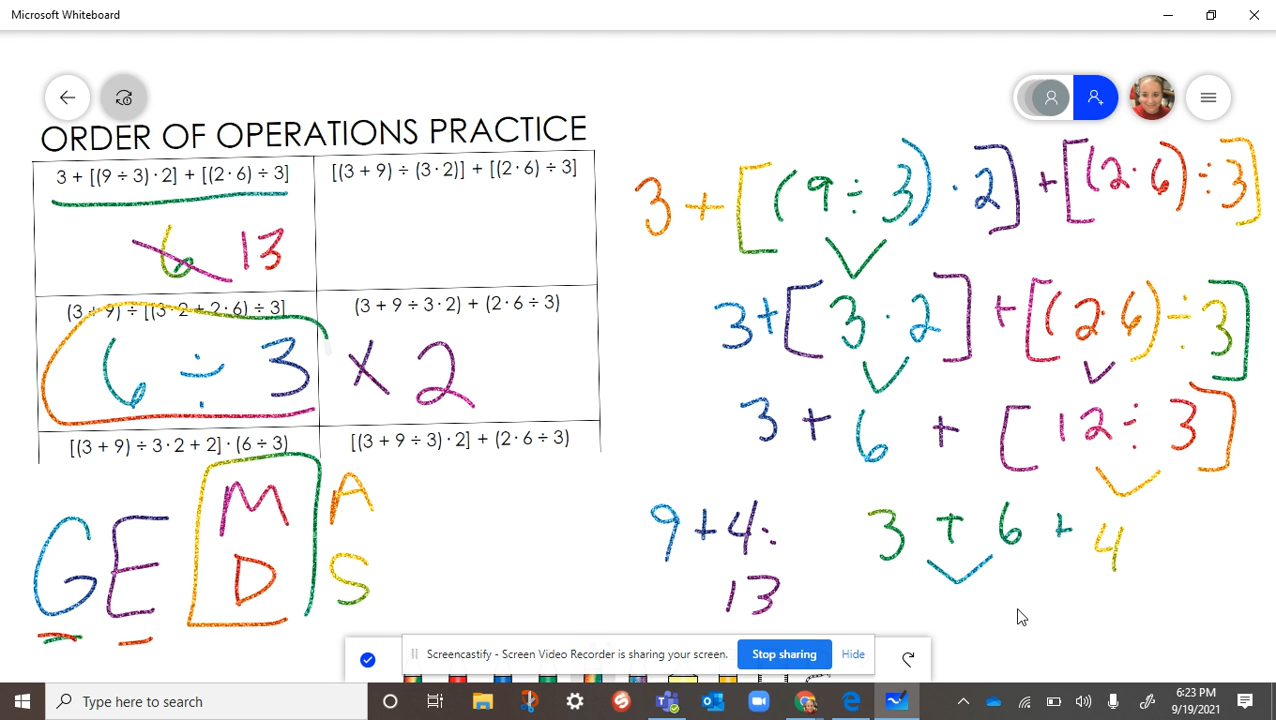 Microsoft Whiteboard
ORDER OF OPERATIONS PRACTICE
3 + [(9 ÷ 3) · 2] + [(2 · 6) ÷ 3]
6 13
[(3 + 9) ÷ (3 · 2)] + [(2 · 6) ÷ 3]
(3 + 9) ÷ [(3 · 2 + 2 · 6) ÷ 3]
(3 + 9 ÷ 3 · 2) + (2 · 6 ÷ 3)
6 ÷ 3 × 2
[(3 + 9) ÷ 3 · 2 + 2] · (6 ÷ 3)
[(3 + 9 ÷ 3) · 2] + (2 · 6 ÷ 3)
G E M D A S
3 + [(9 ÷ 3) · 2] + [(2 · 6) ÷ 3]
3 + [3 · 2] + [(2 · 6) ÷ 3]
3 + 6 + [12 ÷ 3]
3 + 6 + 4
9 + 4 :
13
Screencastify - Screen Video Recorder is sharing your screen.
Stop sharing
Hide
Type here to search
6:23 PM
9/19/2021